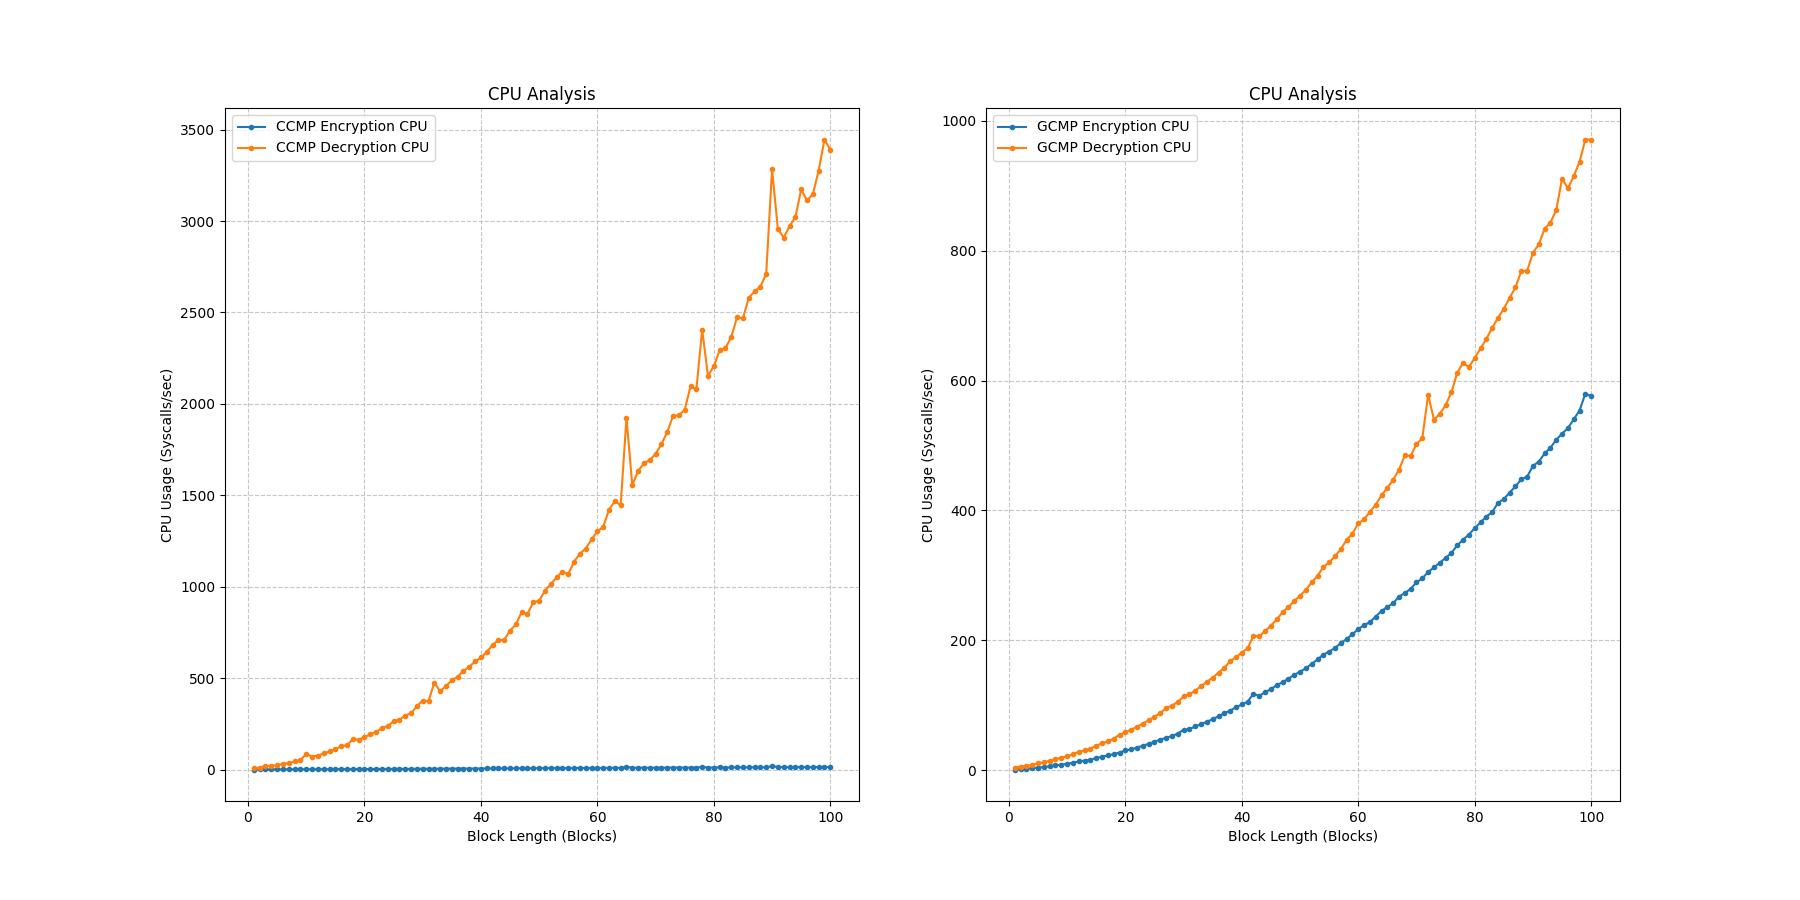 CPU Analysis
CCMP Encryption CPU
CCMP Decryption CPU
CPU Usage (Syscalls/sec)
3500
3000
2500
2000
1500
1000
500
0
0 20 40 60 80 100
Block Length (Blocks)
CPU Analysis
GCMP Encryption CPU
GCMP Decryption CPU
CPU Usage (Syscalls/sec)
1000
800
600
400
200
0
0 20 40 60 80 100
Block Length (Blocks)